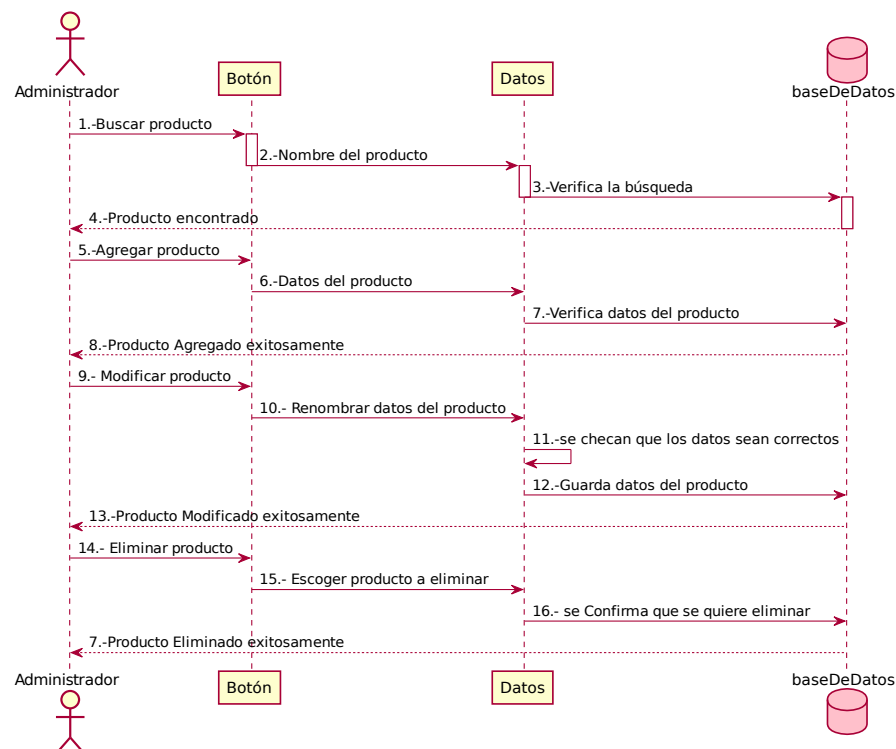 Administrador
Botón
Datos
baseDeDatos
1.-Buscar producto
2.-Nombre del producto
3.-Verifica la búsqueda
4.-Producto encontrado
5.-Agregar producto
6.-Datos del producto
7.-Verifica datos del producto
8.-Producto Agregado exitosamente
9.- Modificar producto
10.- Renombrar datos del producto
11.-se checan que los datos sean correctos
12.-Guarda datos del producto
13.-Producto Modificado exitosamente
14.- Eliminar producto
15.- Escoger producto a eliminar
16.- se Confirma que se quiere eliminar
7.-Producto Eliminado exitosamente
Administrador
Botón
Datos
baseDeDatos